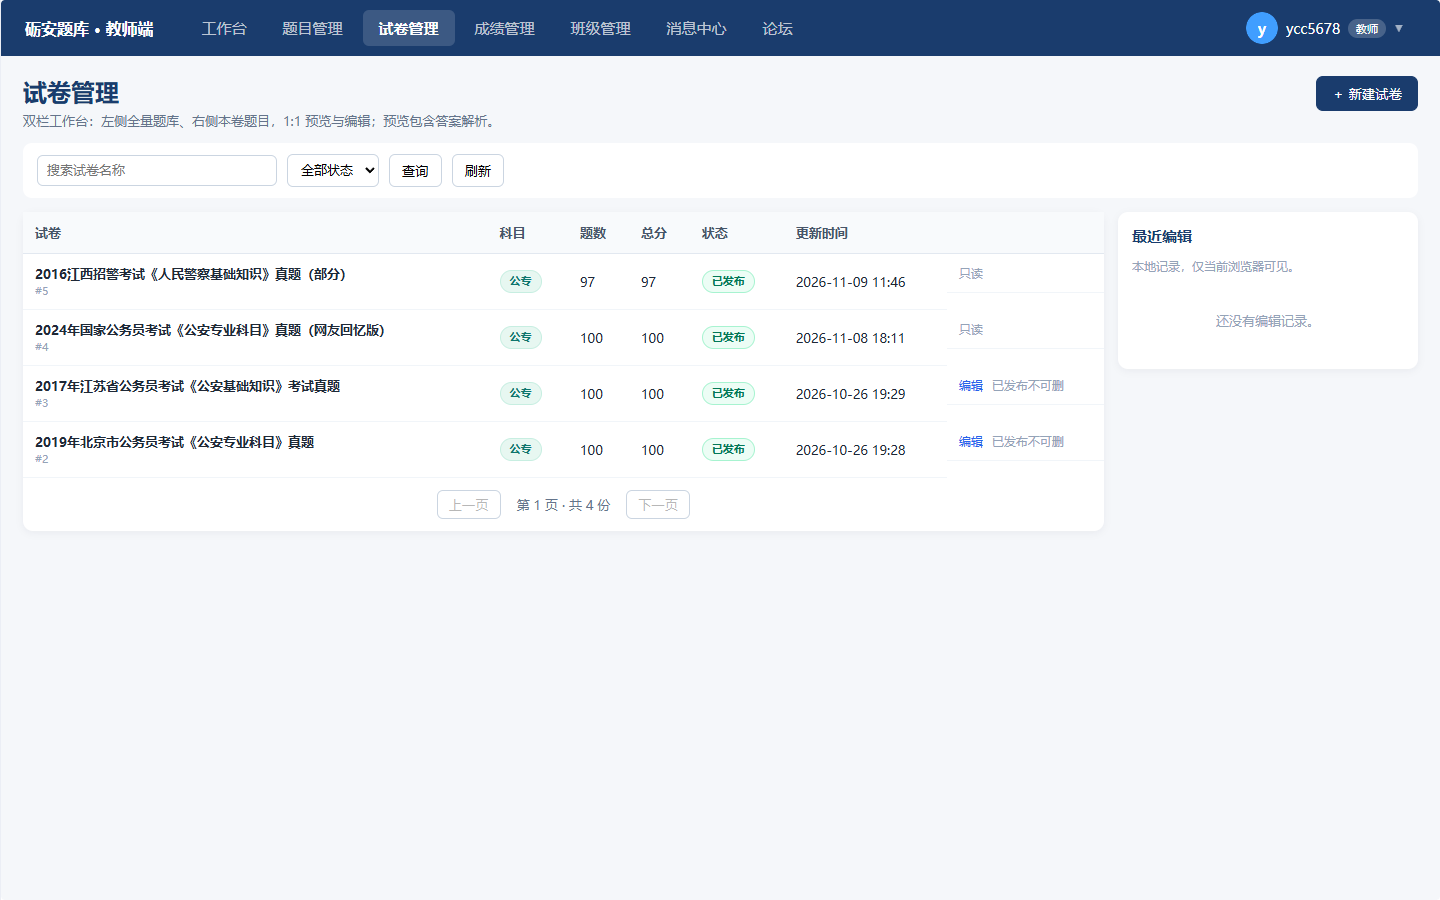 砺安题库 • 教师端 工作台 题目管理 试卷管理 成绩管理 班级管理 消息中心 论坛 y ycc5678 教师 ▼
试卷管理
+ 新建试卷
双栏工作台：左侧全量题库、右侧本卷题目，1:1 预览与编辑；预览包含答案解析。
搜索试卷名称 全部状态 查询 刷新
试卷 科目 题数 总分 状态 更新时间
2016江西招警考试《人民警察基础知识》真题（部分）
#5
公专 97 97 已发布 2026-11-09 11:46 只读
2024年国家公务员考试《公安专业科目》真题（网友回忆版）
#4
公专 100 100 已发布 2026-11-08 18:11 只读
2017年江苏省公务员考试《公安基础知识》考试真题
#3
公专 100 100 已发布 2026-10-26 19:29 编辑 已发布不可删
2019年北京市公务员考试《公安专业科目》真题
#2
公专 100 100 已发布 2026-10-26 19:28 编辑 已发布不可删
上一页 第 1 页 · 共 4 份 下一页
最近编辑
本地记录，仅当前浏览器可见。
还没有编辑记录。